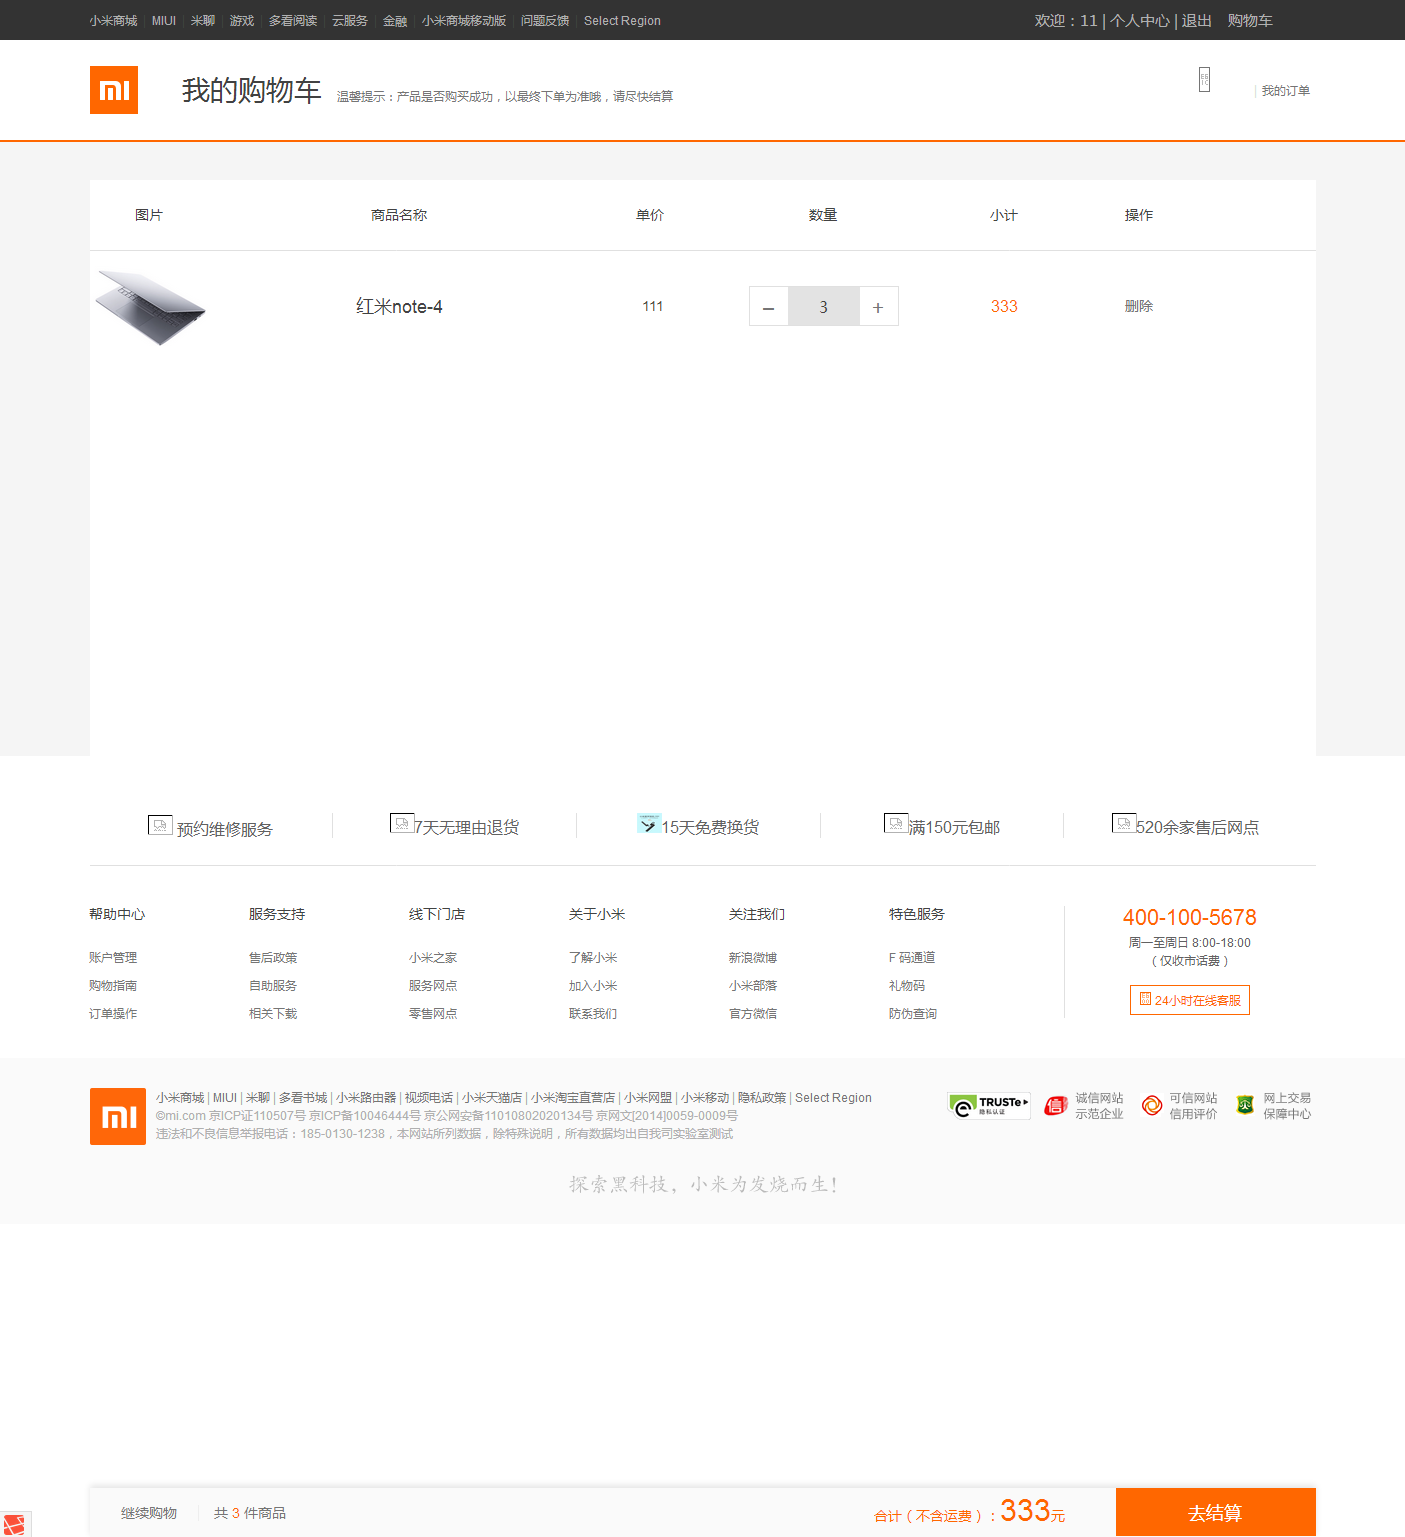 小米商城 | MIUI | 米聊 | 游戏 | 多看阅读 | 云服务 | 金融 | 小米商城移动版 | 问题反馈 | Select Region 欢迎：11 | 个人中心 | 退出 购物车
我的购物车 温馨提示：产品是否购买成功，以最终下单为准哦，请尽快结算 | 我的订单
图片 商品名称 单价 数量 小计 操作
红米note-4 111 – 3 + 333 删除
预约维修服务 7天无理由退货 15天免费换货 满150元包邮 520余家售后网点
帮助中心 服务支持 线下门店 关于小米 关注我们 特色服务 400-100-5678
周一至周日 8:00-18:00
账户管理 售后政策 小米之家 了解小米 新浪微博 F 码通道 （仅收市话费）
购物指南 自助服务 服务网点 加入小米 小米部落 礼物码
24小时在线客服
订单操作 相关下载 零售网点 联系我们 官方微信 防伪查询
小米商城 | MIUI | 米聊 | 多看书城 | 小米路由器 | 视频电话 | 小米天猫店 | 小米淘宝直营店 | 小米网盟 | 小米移动 | 隐私政策 | Select Region
©mi.com 京ICP证110507号 京ICP备10046444号 京公网安备11010802020134号 京网文[2014]0059-0009号
违法和不良信息举报电话：185-0130-1238，本网站所列数据，除特殊说明，所有数据均出自我司实验室测试
TRUSTe 隐私认证
诚信网站 示范企业
可信网站 信用评价
网上交易 保障中心
探索黑科技，小米为发烧而生！
继续购物 共 3 件商品 合计（不含运费）：333元 去结算